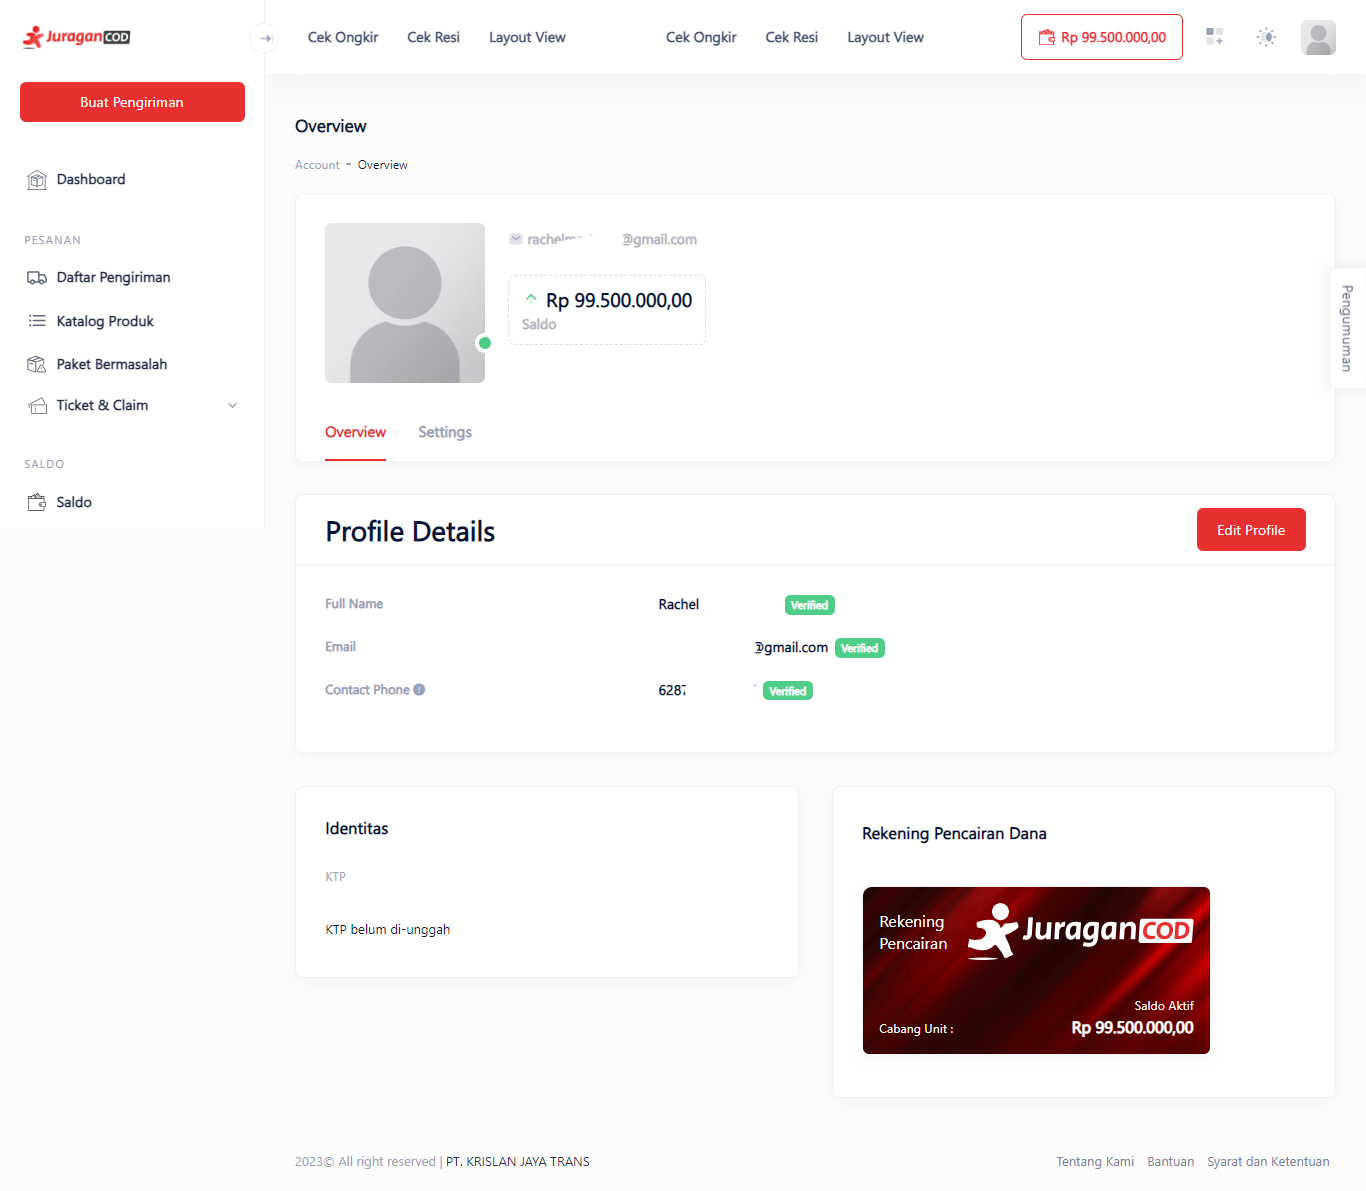 JuraganCOD
Cek Ongkir Cek Resi Layout View Cek Ongkir Cek Resi Layout View Rp 99.500.000,00
Buat Pengiriman
Dashboard
PESANAN
Daftar Pengiriman
Katalog Produk
Paket Bermasalah
Ticket & Claim
SALDO
Saldo
Overview
Account - Overview
@gmail.com
Rp 99.500.000,00
Saldo
Overview Settings
Pengumuman
Profile Details
Edit Profile
Full Name Rachel Verified
Email @gmail.com Verified
Contact Phone 6287 Verified
Identitas
KTP
KTP belum di-unggah
Rekening Pencairan Dana
Rekening
Pencairan
JuraganCOD
Saldo Aktif
Cabang Unit :
Rp 99.500.000,00
2023© All right reserved | PT. KRISLAN JAYA TRANS
Tentang Kami Bantuan Syarat dan Ketentuan